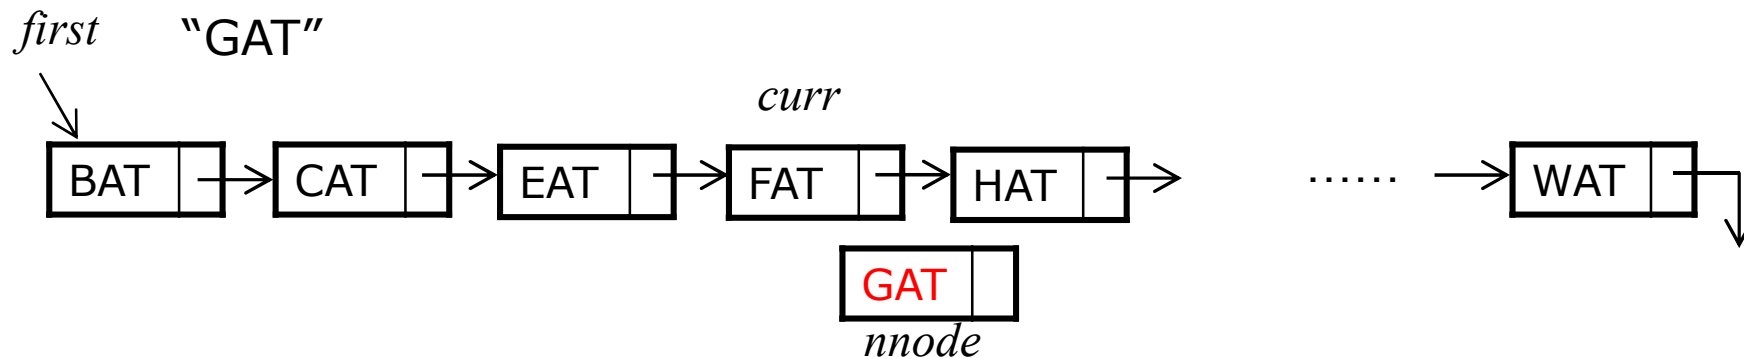 first “GAT”
curr
BAT CAT EAT FAT HAT ...... WAT
GAT
nnode